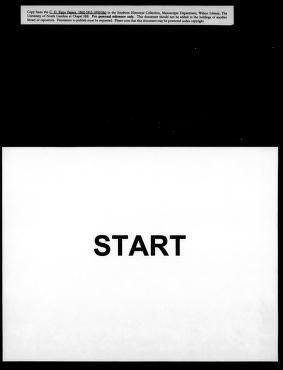 Copy from the C. D. Epps Papers, in the Southern Historical Collection, Manuscripts Department, Wilson Library, The
University of North Carolina at Chapel Hill. For personal reference only. This document should not be added to the holdings of another
library or repository. Permission to publish must be requested. Please note that this document may be protected under copyright.
START